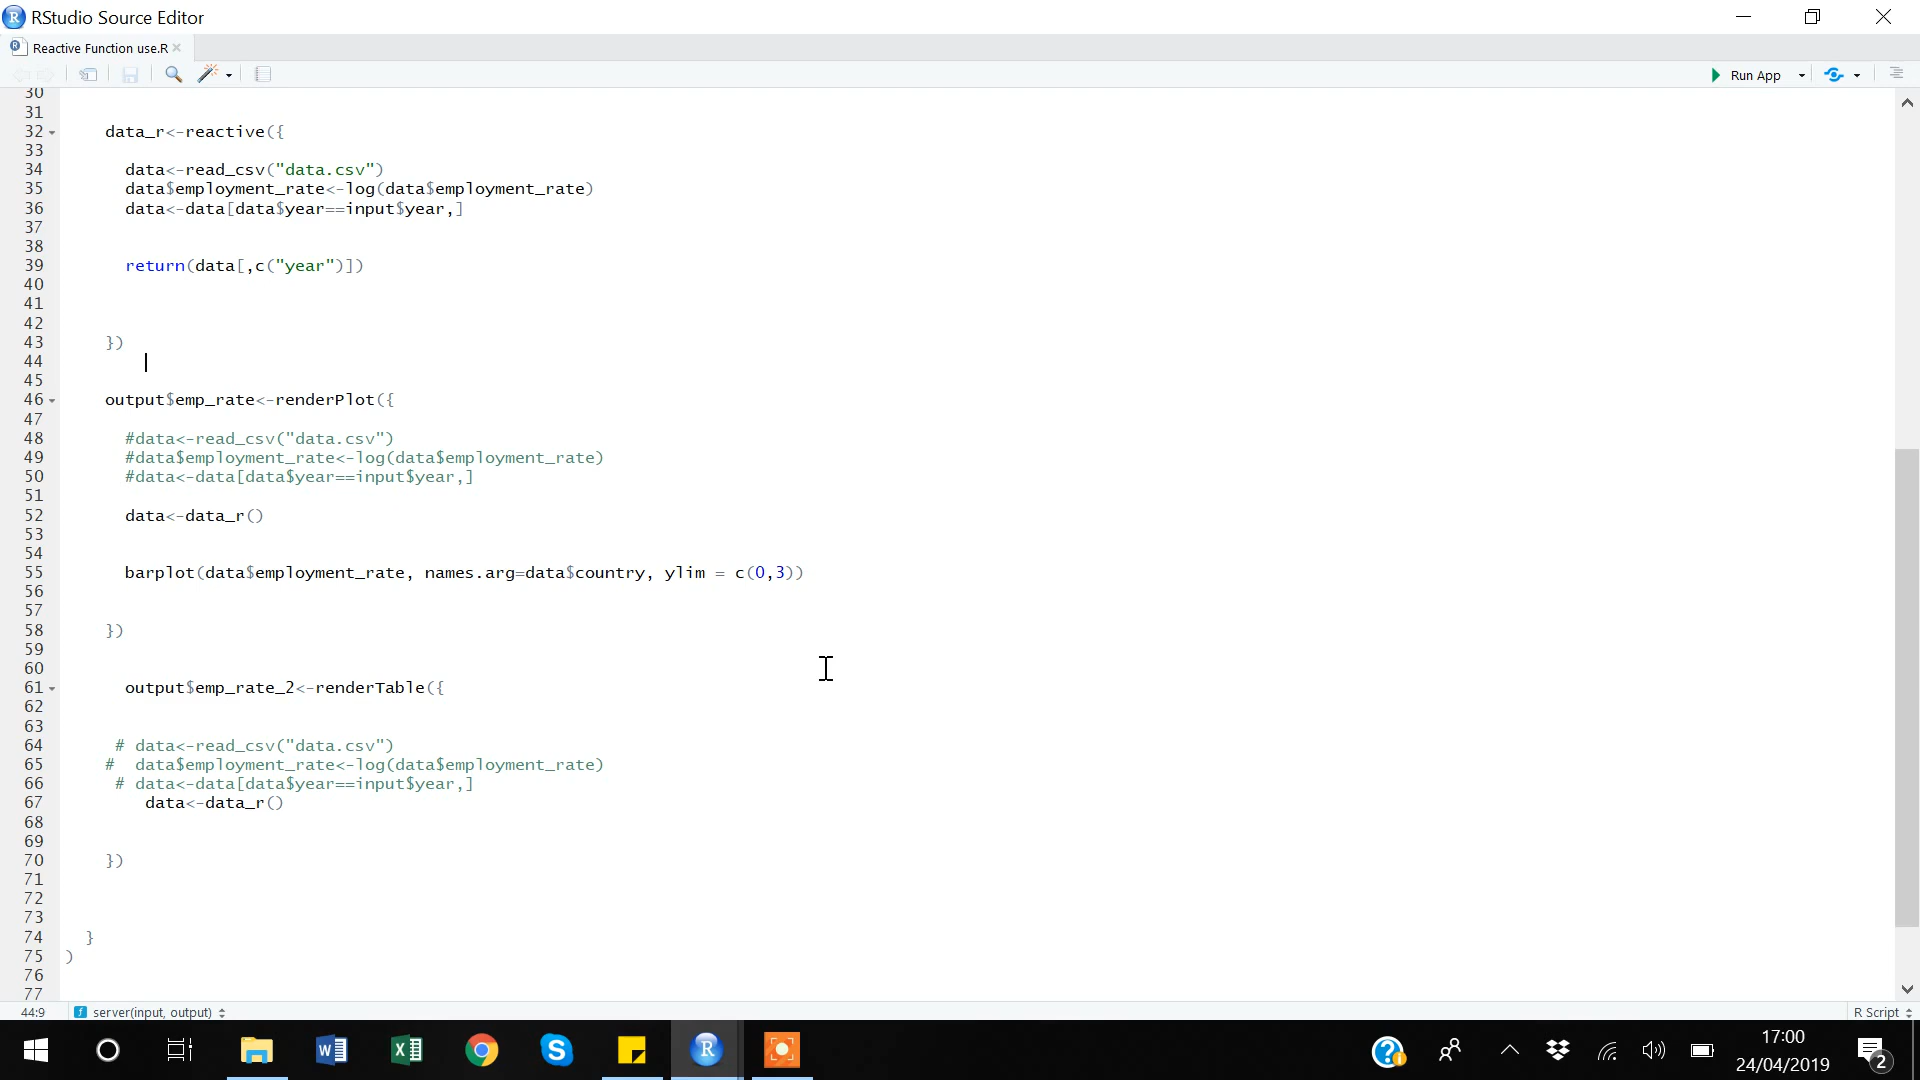 RStudio Source Editor
Reactive Function use.R
Run App
30
31
32 data_r<-reactive({
33
34 data<-read_csv("data.csv")
35 data$employment_rate<-log(data$employment_rate)
36 data<-data[data$year==input$year,]
37
38
39 return(data[,c("year")])
40
41
42
43 })
44
45
46 output$emp_rate<-renderPlot({
47
48 #data<-read_csv("data.csv")
49 #data$employment_rate<-log(data$employment_rate)
50 #data<-data[data$year==input$year,]
51
52 data<-data_r()
53
54
55 barplot(data$employment_rate, names.arg=data$country, ylim = c(0,3))
56
57
58 })
59
60
61 output$emp_rate_2<-renderTable({
62
63
64 # data<-read_csv("data.csv")
65 # data$employment_rate<-log(data$employment_rate)
66 # data<-data[data$year==input$year,]
67 data<-data_r()
68
69
70 })
71
72
73
74 }
75 )
76
77
44:9 server(input, output) R Script
17:00
24/04/2019
2